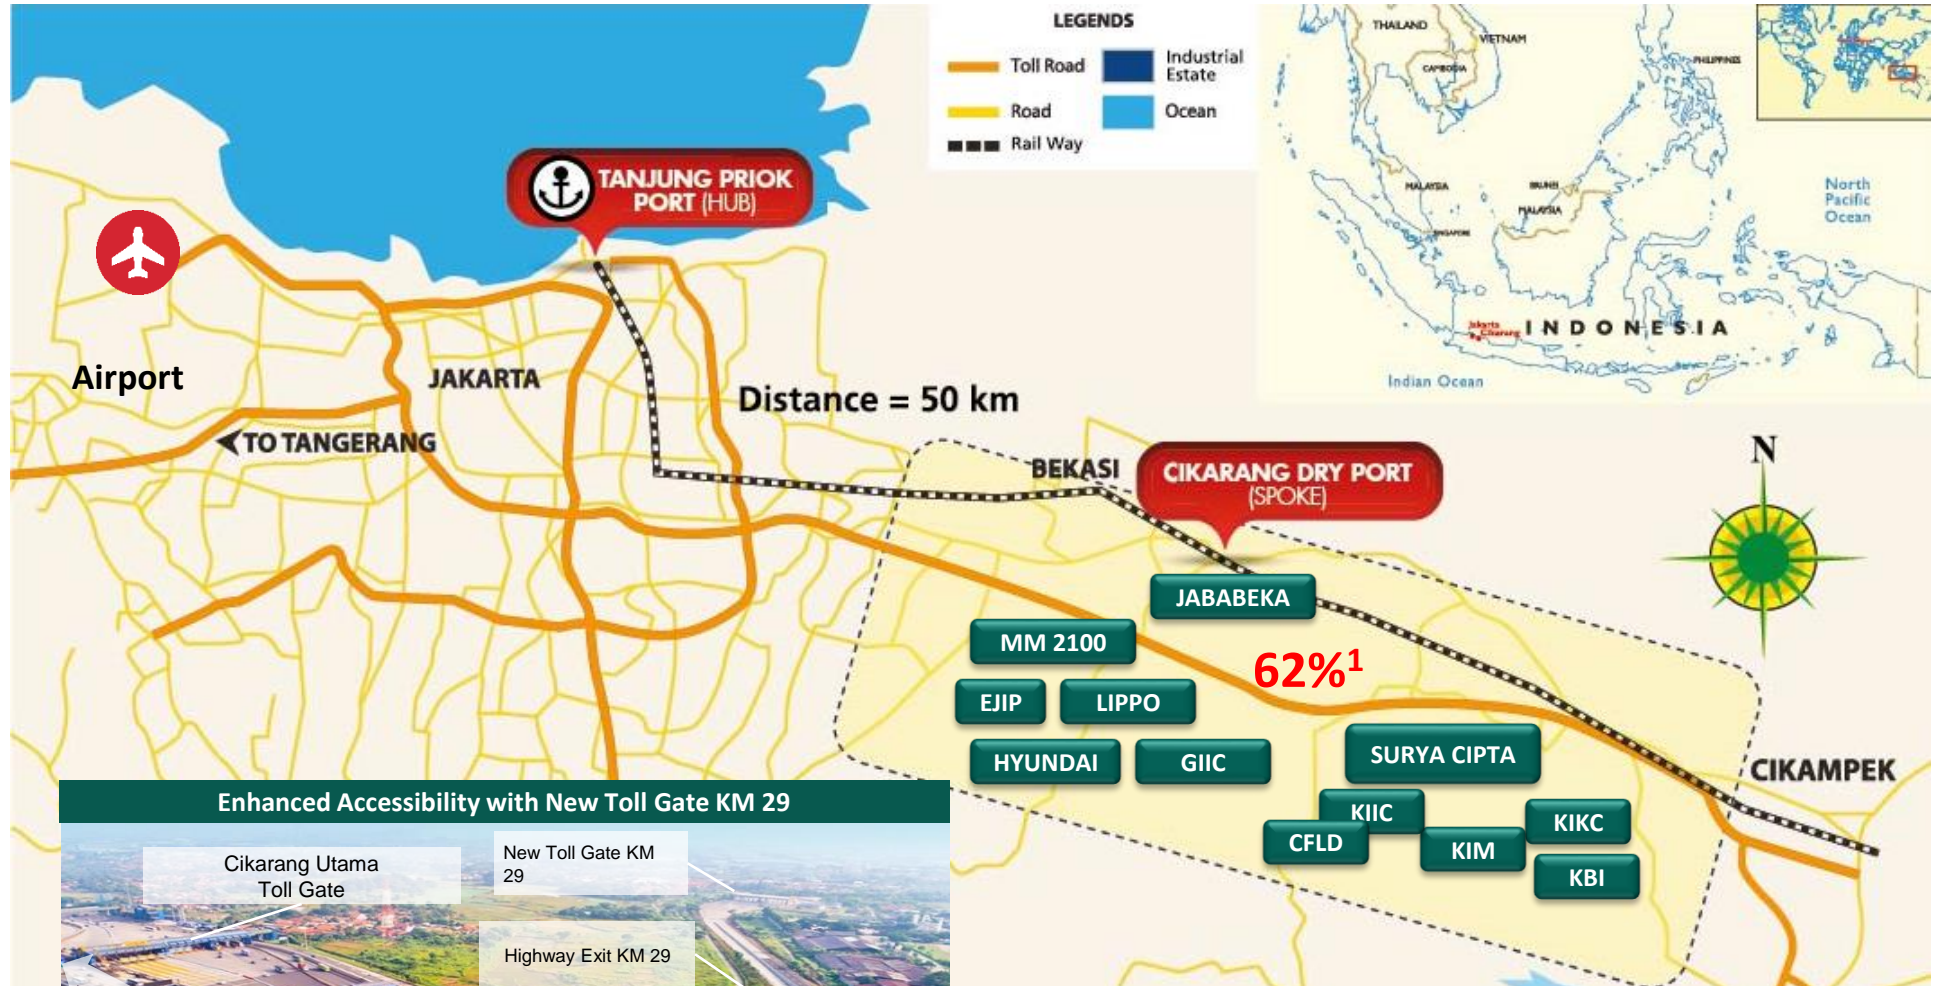 LEGENDS
Toll Road
Industrial
Estate
Road
Ocean
Rail Way
THAILAND
VIETNAM
CAMBODIA
PHILIPPINES
MALAYSIA
BRUNEI
MALAYSIA
SINGAPORE
North
Pacific
Ocean
Jakarta
Cikarang
INDONESIA
Indian Ocean
TANJUNG PRIOK
PORT (HUB)
Airport
JAKARTA
Distance = 50 km
TO TANGERANG
BEKASI
CIKARANG DRY PORT
(SPOKE)
N
JABABEKA
MM 2100
62%¹
EJIP
LIPPO
HYUNDAI
GIIC
SURYA CIPTA
CIKAMPEK
KIIC
KIKC
CFLD
KIM
KBI
Enhanced Accessibility with New Toll Gate KM 29
Cikarang Utama
Toll Gate
New Toll Gate KM
29
Highway Exit KM 29